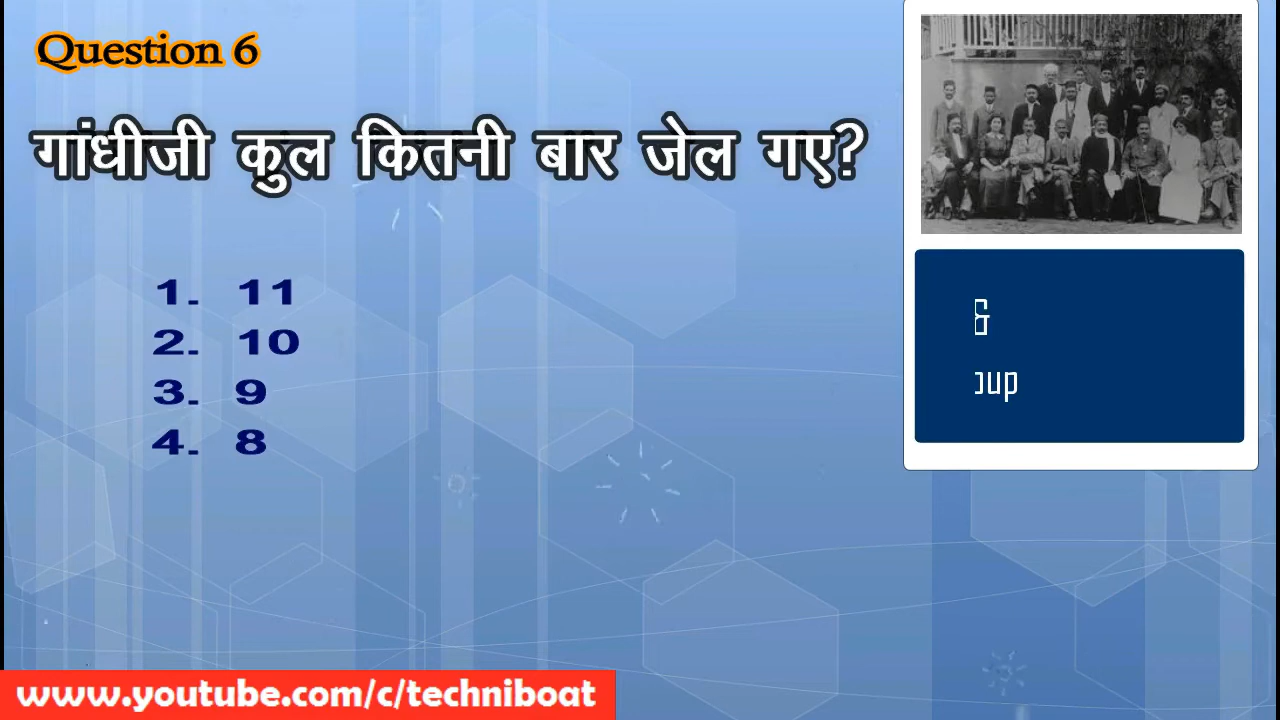 Question 6
गांधीजी कुल कितनी बार जेल गए?
1. 11
2. 10
3. 9
4. 8
&
www.youtube.com/c/techniboat